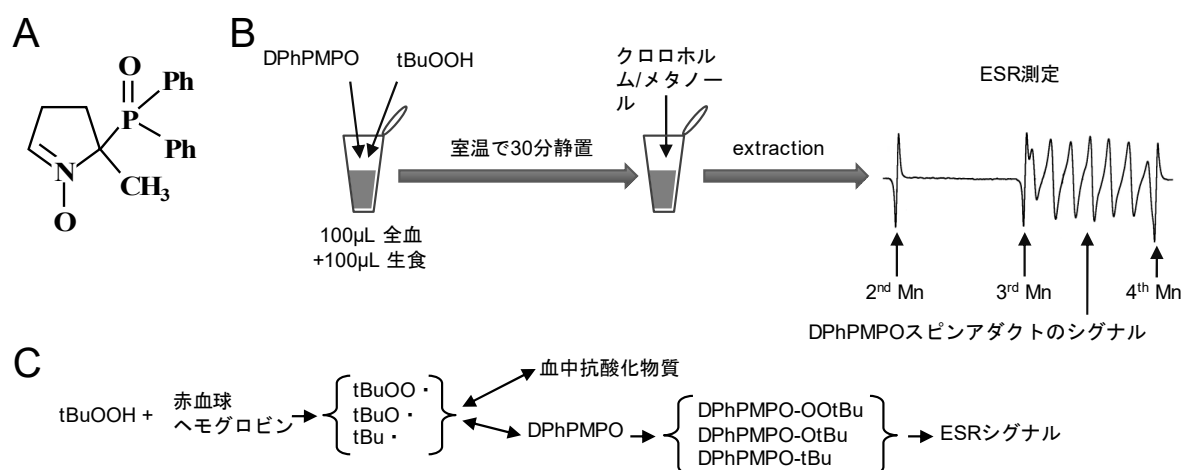 A
O
P
Ph
Ph
N
CH3
O
B
DPhPMPO
tBuOOH
クロロホル
ム/メタノー
ル
ESR測定
室温で30分静置
extraction
100µL 全血
+100µL 生食
2nd Mn
3rd Mn
4th Mn
DPhPMPOスピンアダクトのシグナル
C
tBuOOH +
赤血球
ヘモグロビン
tBuOO・
tBuO・
tBu・
血中抗酸化物質
DPhPMPO
DPhPMPO-OOtBu
DPhPMPO-OtBu
DPhPMPO-tBu
ESRシグナル